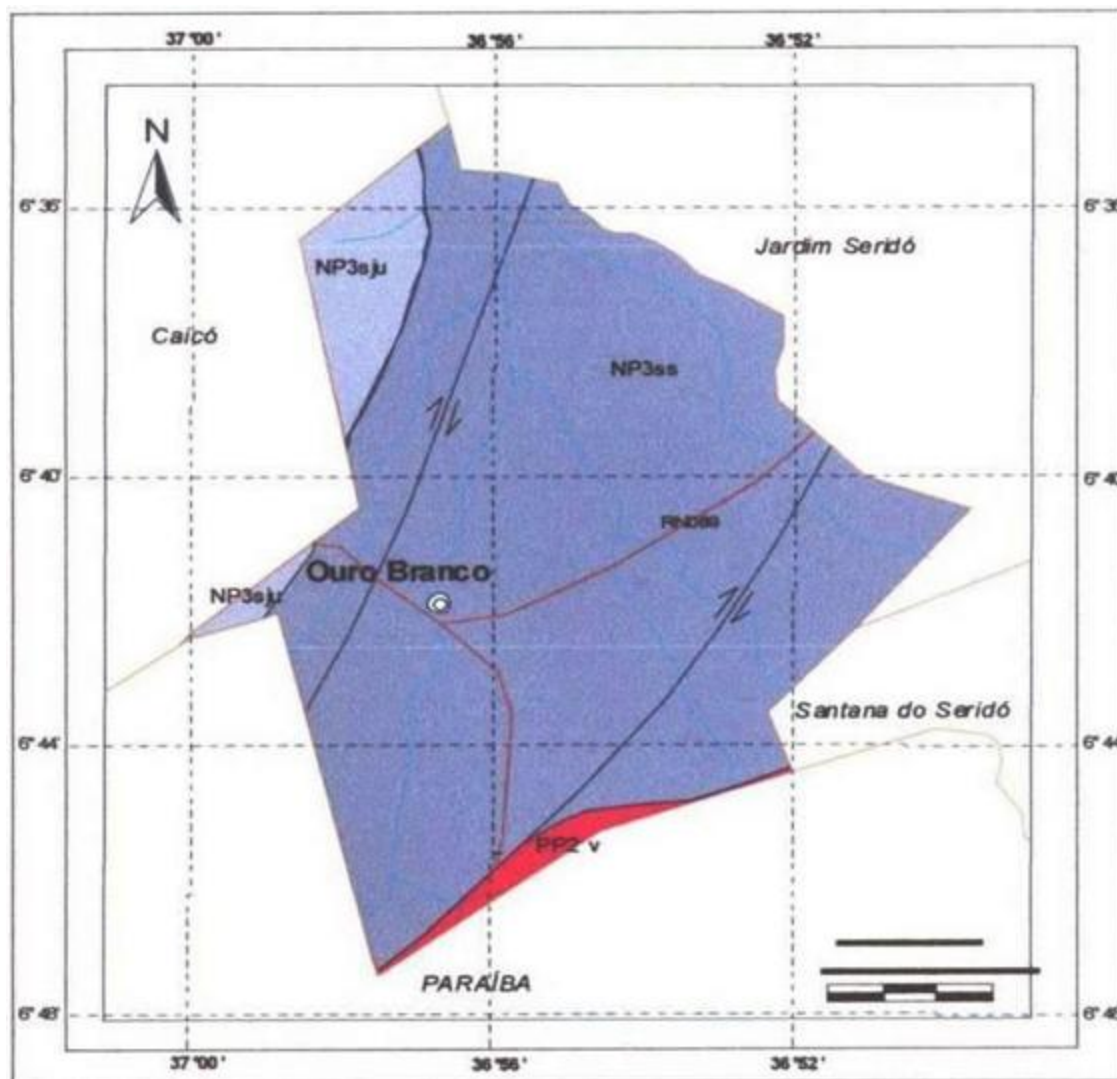 37°00' 36°56' 36°52'
N
6°36'
Jardim Seridó
NP3sju
Caicó
NP3ss
6°40' 6°40'
RN089
Ouro Branco
NP3sju
Santana do Seridó
6°44' 6°44'
PP2 v
PARAÍBA
6°48' 6°48'
37°00' 36°56' 36°52'